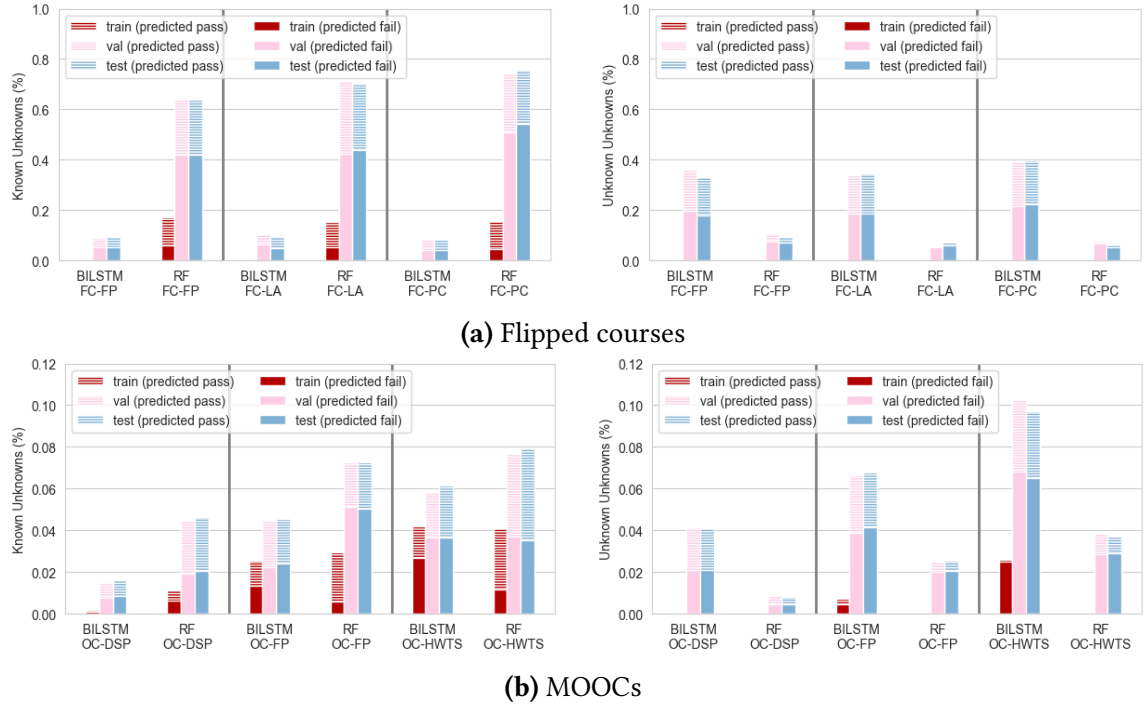 1.0
0.8
0.6
0.4
0.2
0.0
Known Unknowns (%)
train (predicted pass) train (predicted fail)
val (predicted pass) val (predicted fail)
test (predicted pass) test (predicted fail)
BILSTM RF BILSTM RF BILSTM RF
FC-FP FC-FP FC-LA FC-LA FC-PC FC-PC
1.0
0.8
0.6
0.4
0.2
0.0
Unknown Unknowns (%)
train (predicted pass) train (predicted fail)
val (predicted pass) val (predicted fail)
test (predicted pass) test (predicted fail)
BILSTM RF BILSTM RF BILSTM RF
FC-FP FC-FP FC-LA FC-LA FC-PC FC-PC
(a) Flipped courses
0.12
0.10
0.08
0.06
0.04
0.02
0.00
Known Unknowns (%)
train (predicted pass) train (predicted fail)
val (predicted pass) val (predicted fail)
test (predicted pass) test (predicted fail)
BILSTM RF BILSTM RF BILSTM RF
OC-DSP OC-DSP OC-FP OC-FP OC-HWTS OC-HWTS
0.12
0.10
0.08
0.06
0.04
0.02
0.00
Unknown Unknowns (%)
train (predicted pass) train (predicted fail)
val (predicted pass) val (predicted fail)
test (predicted pass) test (predicted fail)
BILSTM RF BILSTM RF BILSTM RF
OC-DSP OC-DSP OC-FP OC-FP OC-HWTS OC-HWTS
(b) MOOCs